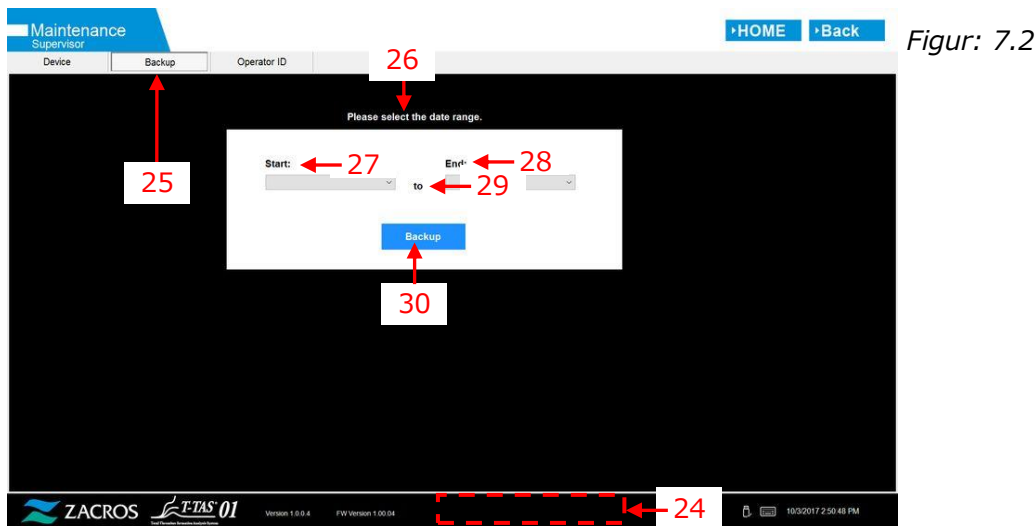 Maintenance
Supervisor
HOME Back
Figur: 7.2
Device Backup Operator ID
26
Please select the date range.
Start: 27 End: 28
25
to 29
Backup
30
ZACROS T-TAS 01 Version 1.0.0.4 FW Version 1.00.04 24 10/3/2017 2:50:48 PM